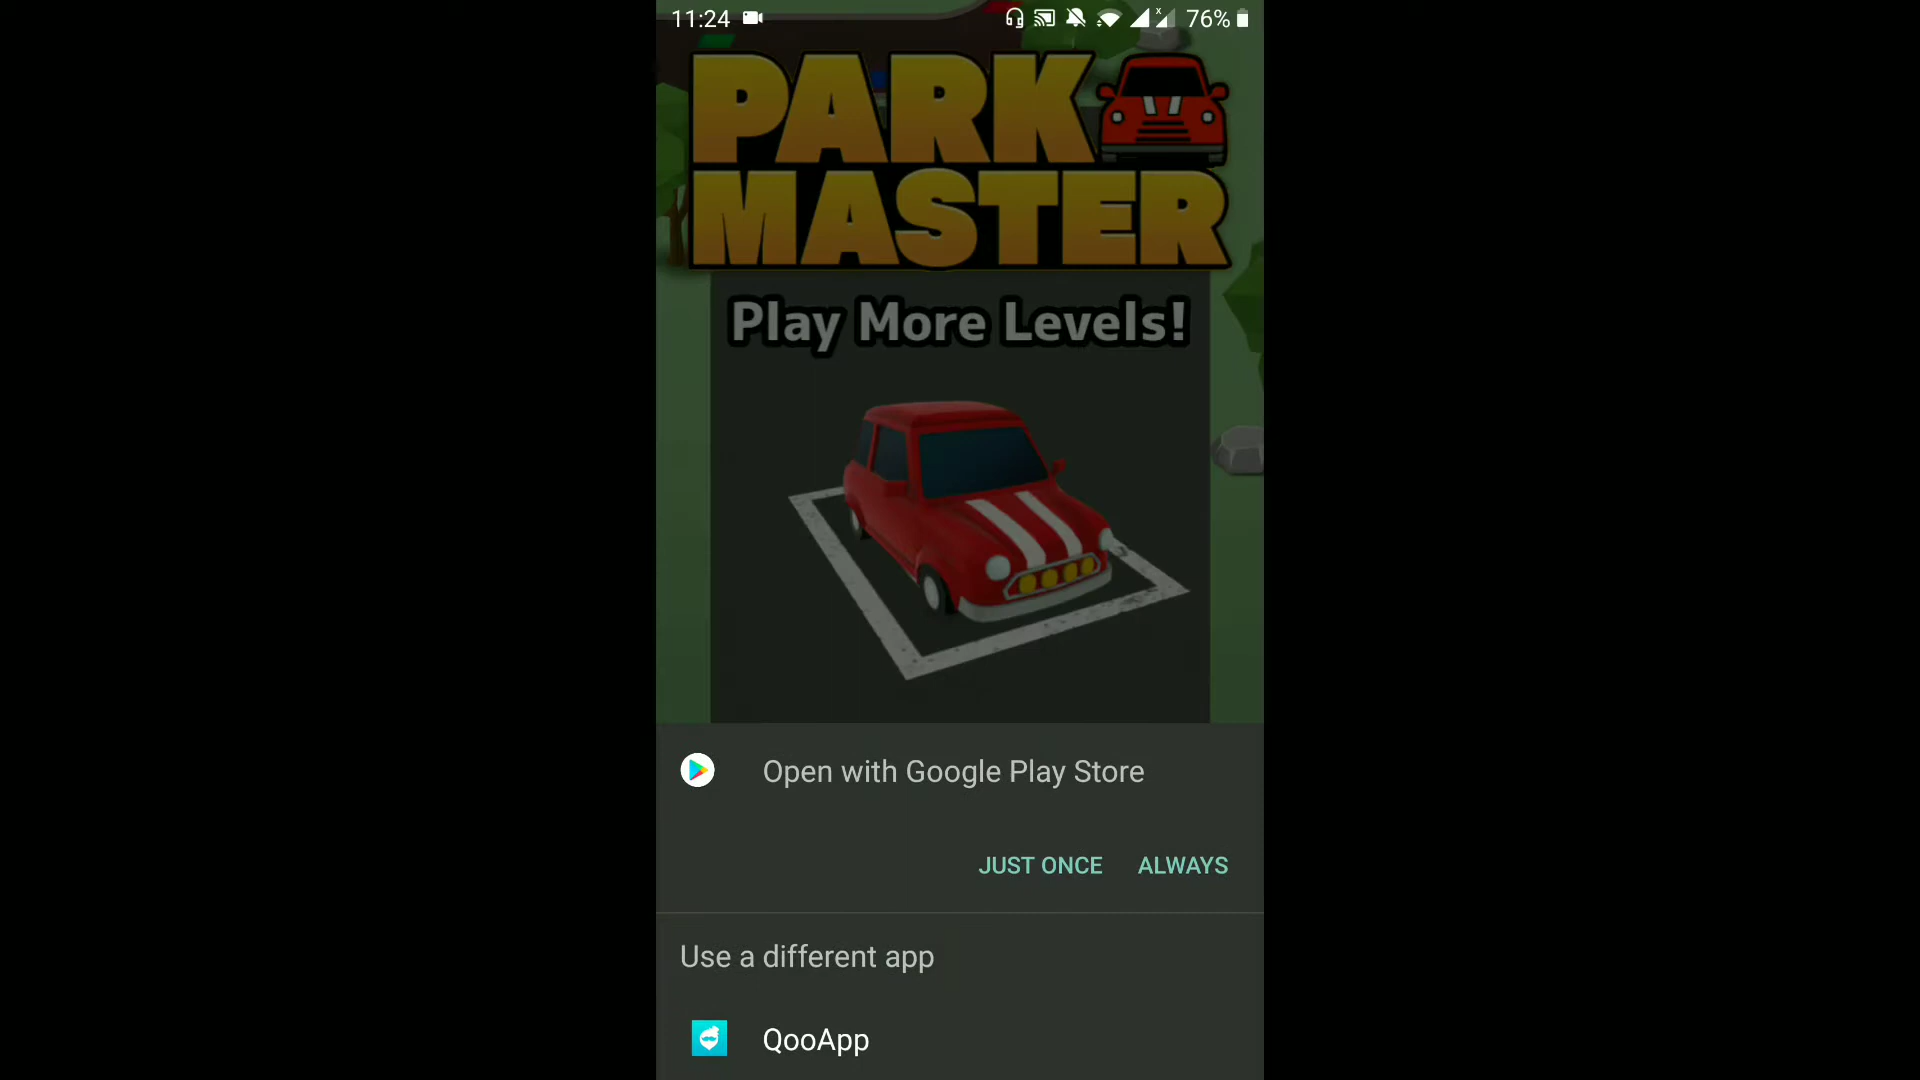 11:24
76%
PARK
MASTER
Play More Levels!
Open with Google Play Store
JUST ONCE
ALWAYS
Use a different app
QooApp